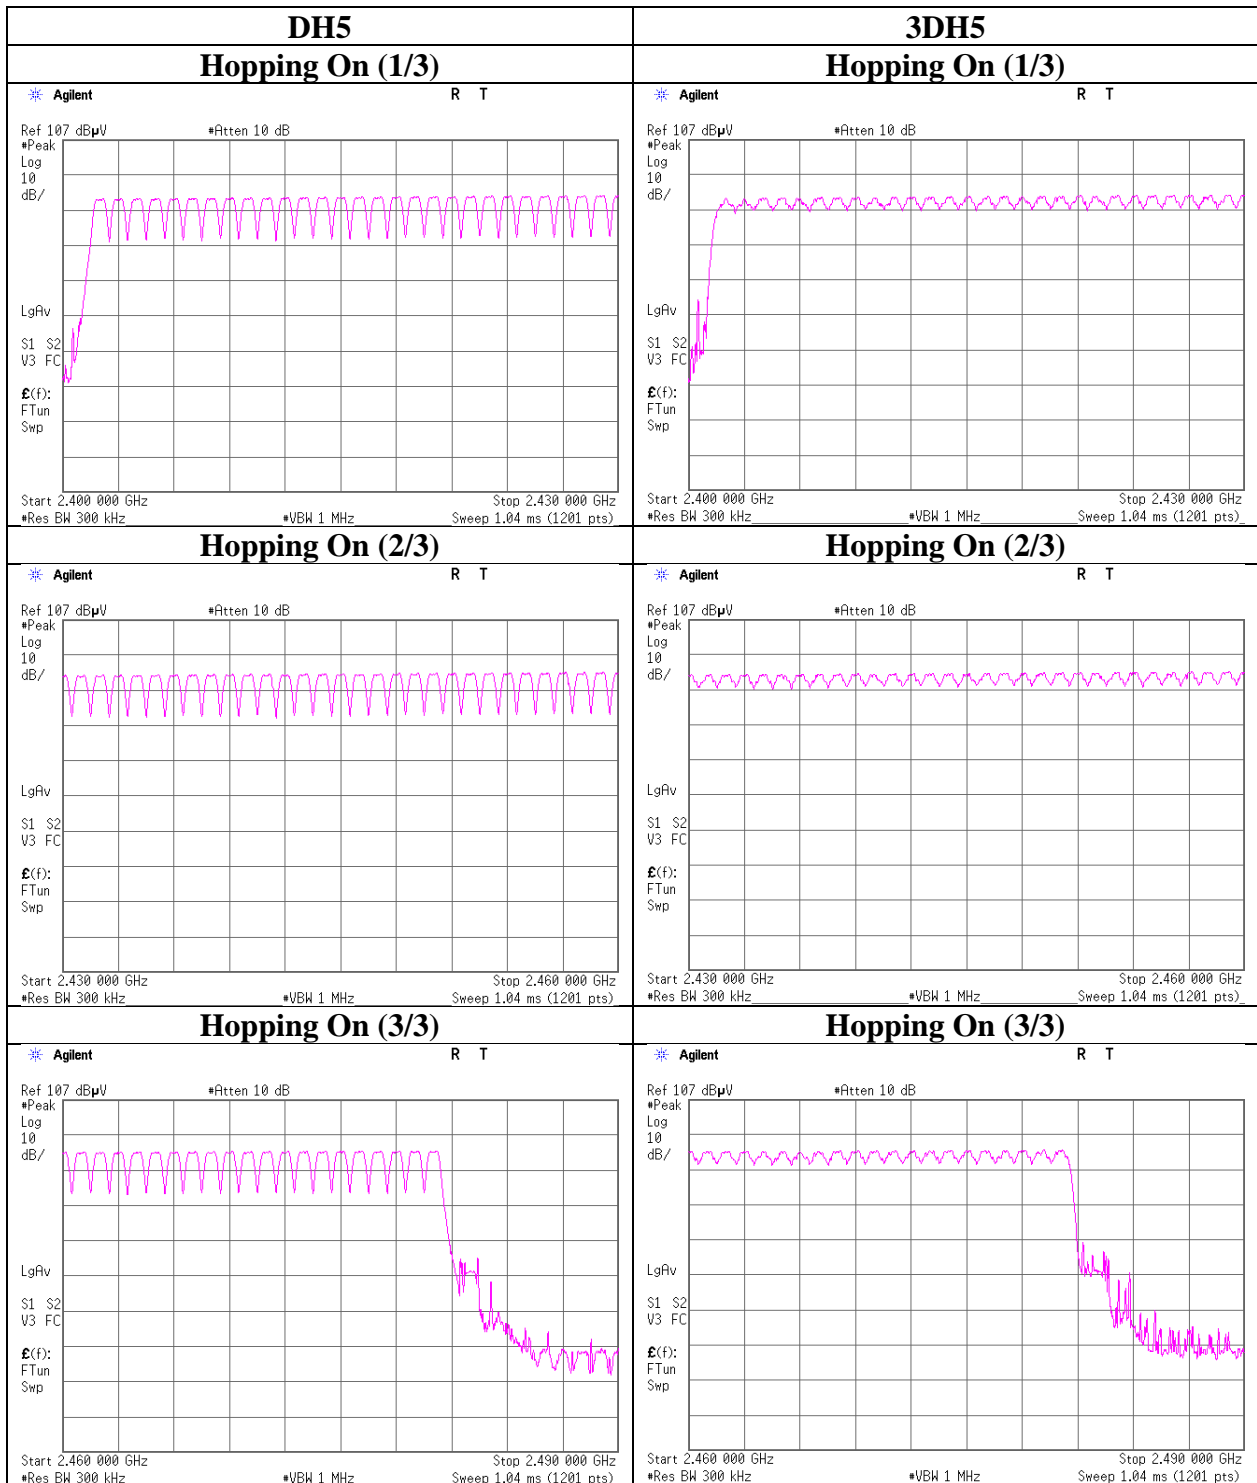 DH5 3DH5
Hopping On (1/3) Hopping On (1/3)
Agilent R T
Ref 107 dBµV #Atten 10 dB
#Peak
Log
10
dB/
LgAv
S1 S2
V3 FC
£(f):
FTun
Swp
Start 2.400 000 GHz Stop 2.430 000 GHz
#Res BW 300 kHz #VBW 1 MHz Sweep 1.04 ms (1201 pts)
Agilent R T
Ref 107 dBµV #Atten 10 dB
#Peak
Log
10
dB/
LgAv
S1 S2
V3 FC
£(f):
FTun
Swp
Start 2.400 000 GHz Stop 2.430 000 GHz
#Res BW 300 kHz #VBW 1 MHz Sweep 1.04 ms (1201 pts)
Hopping On (2/3) Hopping On (2/3)
Agilent R T
Ref 107 dBµV #Atten 10 dB
#Peak
Log
10
dB/
LgAv
S1 S2
V3 FC
£(f):
FTun
Swp
Start 2.430 000 GHz Stop 2.460 000 GHz
#Res BW 300 kHz #VBW 1 MHz Sweep 1.04 ms (1201 pts)
Agilent R T
Ref 107 dBµV #Atten 10 dB
#Peak
Log
10
dB/
LgAv
S1 S2
V3 FC
£(f):
FTun
Swp
Start 2.430 000 GHz Stop 2.460 000 GHz
#Res BW 300 kHz #VBW 1 MHz Sweep 1.04 ms (1201 pts)
Hopping On (3/3) Hopping On (3/3)
Agilent R T
Ref 107 dBµV #Atten 10 dB
#Peak
Log
10
dB/
LgAv
S1 S2
V3 FC
£(f):
FTun
Swp
Start 2.460 000 GHz Stop 2.490 000 GHz
#Res BW 300 kHz #VBW 1 MHz Sweep 1.04 ms (1201 pts)
Agilent R T
Ref 107 dBµV #Atten 10 dB
#Peak
Log
10
dB/
LgAv
S1 S2
V3 FC
£(f):
FTun
Swp
Start 2.460 000 GHz Stop 2.490 000 GHz
#Res BW 300 kHz #VBW 1 MHz Sweep 1.04 ms (1201 pts)